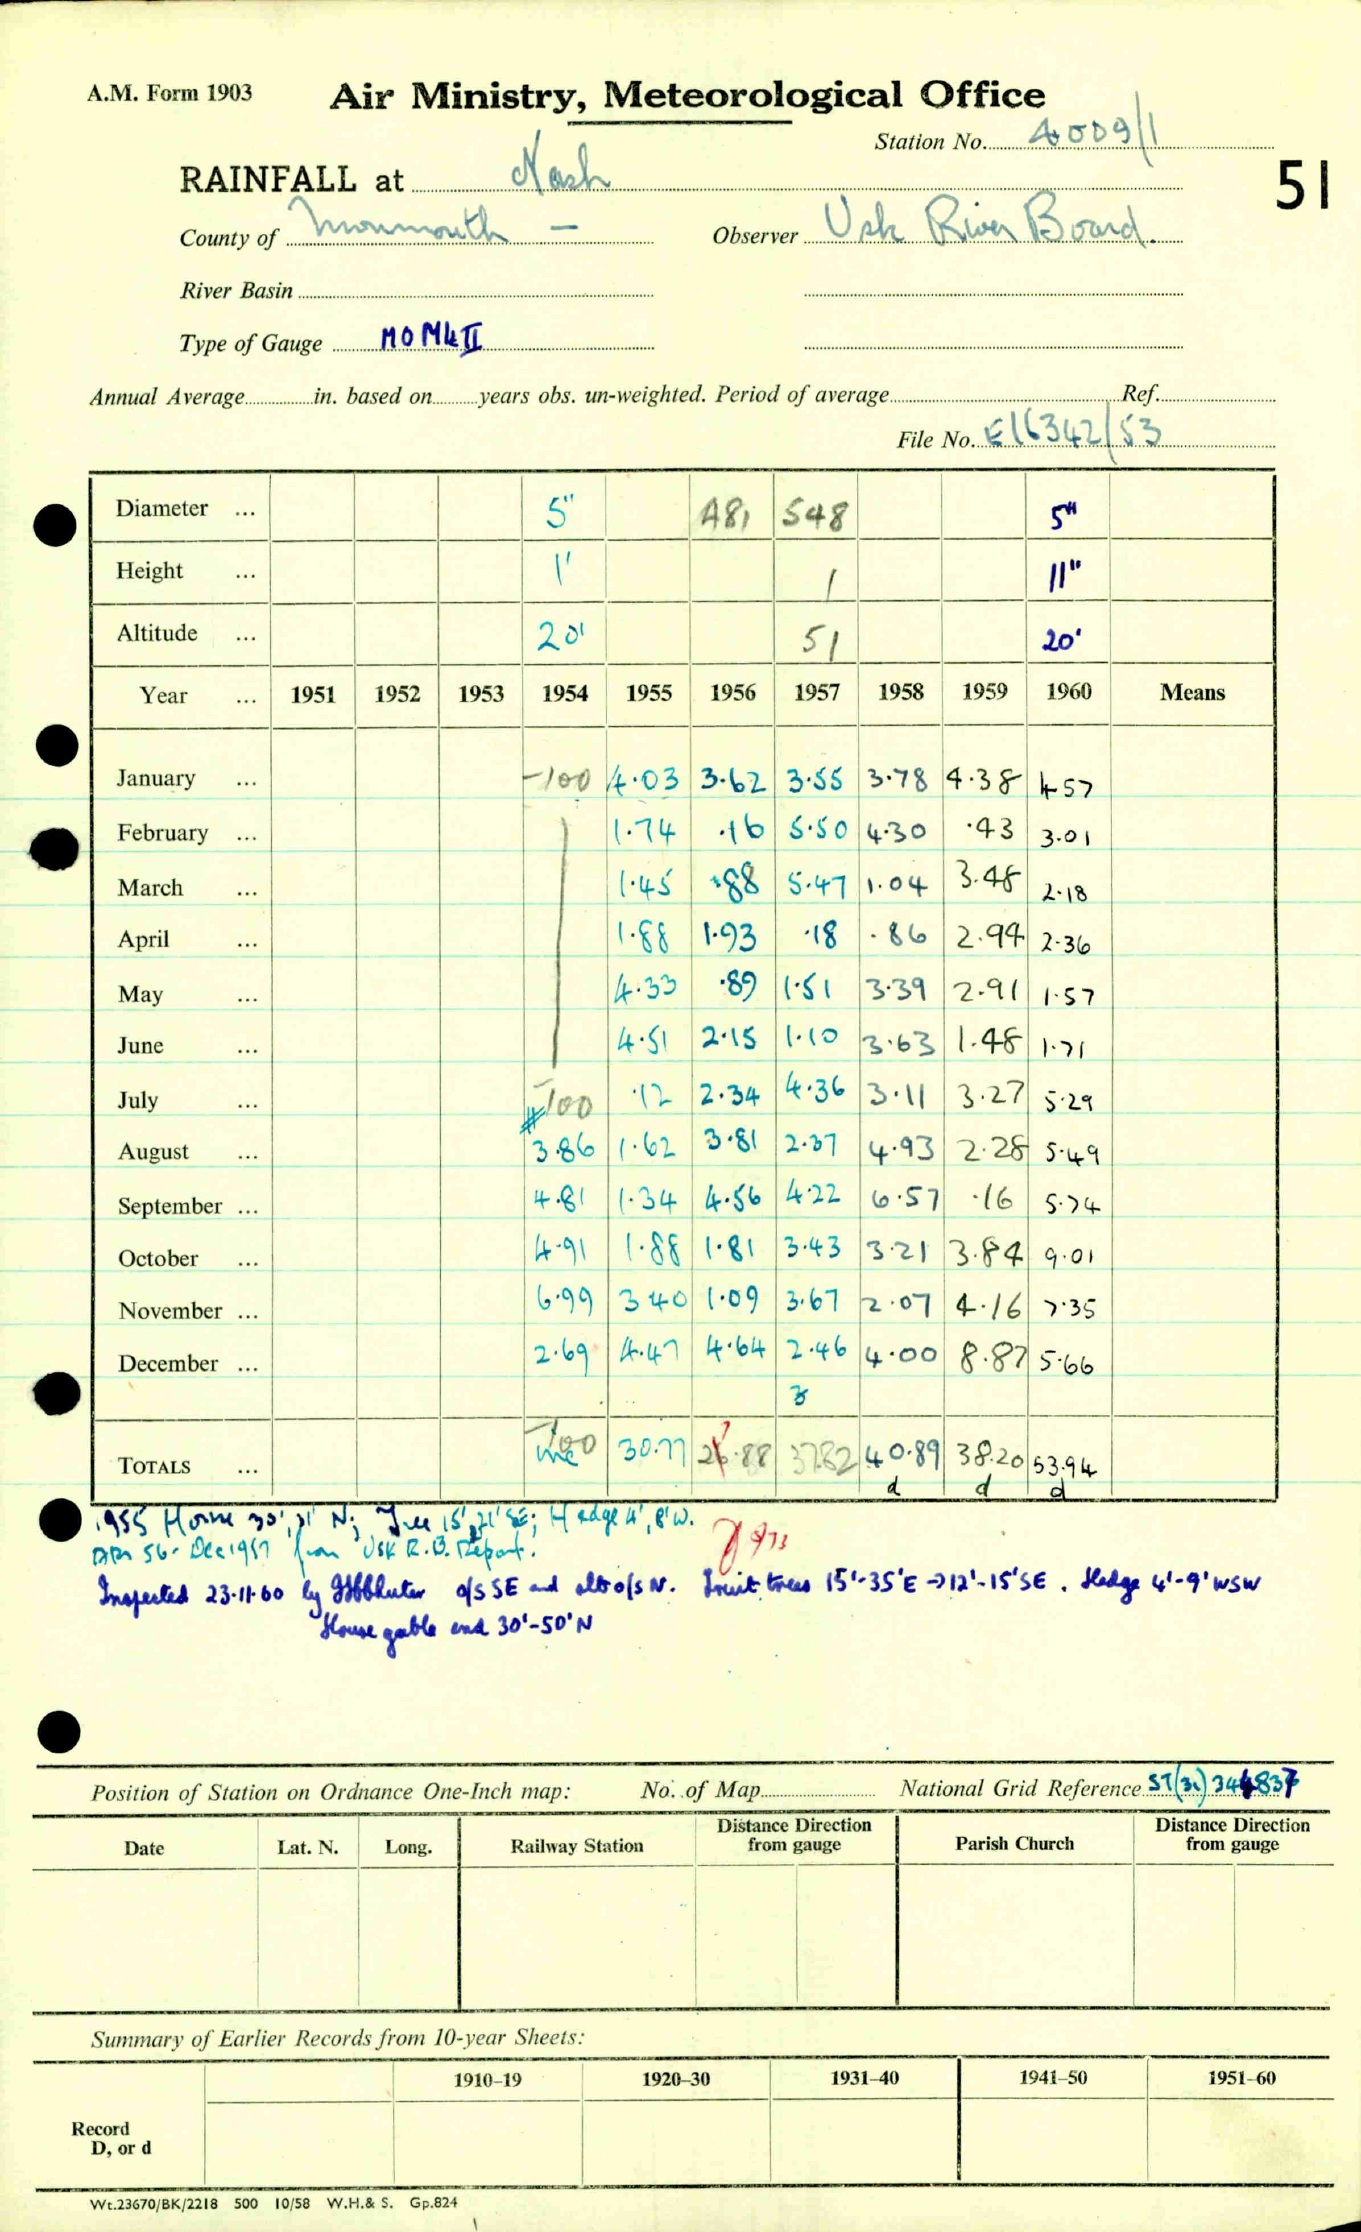 A.M. Form 1903
Air Ministry, Meteorological Office
Station No. 4009/1
51
RAINFALL at Nash
County of Monmouth — Observer Usk River Board.
River Basin
Type of Gauge MO Mk II
Annual Average in. based on years obs. un-weighted. Period of average Ref.
File No. E16342/53
Diameter ... 5" A81 548 5"
Height ... 1' 1 11"
Altitude ... 20' 51 20'
Year ... 1951 1952 1953 1954 1955 1956 1957 1958 1959 1960 Means
January ... -100 4.03 3.62 3.55 3.78 4.38 4.57
February ... 1.74 .16 5.50 4.30 .43 3.01
March ... 1.45 .88 5.47 1.04 3.48 2.18
April ... 1.88 1.93 .18 .86 2.94 2.36
May ... 4.33 .89 1.51 3.39 2.91 1.57
June ... 4.51 2.15 1.10 3.63 1.48 1.71
July ... -100 .12 2.34 4.36 3.11 3.27 5.29
August ... 3.86 1.62 3.81 2.37 4.93 2.28 5.49
September ... 4.81 1.34 4.56 4.22 6.57 .16 5.74
October ... 4.91 1.88 1.81 3.43 3.21 3.84 9.01
November ... 6.99 3 40 1.09 3.67 2.07 4.16 7.35
December ... 2.69 4.47 4.64 2.46 4.00 8.87 5.66
3
TOTALS ... -100 inc 30.77 26.88 37.82 40.89 38.20 53.94
7
d d d
1955 House 30', 21' N; Tree 15', 21' SE; Hedge 4', 8' W.
Apr 56 - Dec 1957 from Usk R.B. Report.
Inspected 23.11.60 by o/s SE and alt o/s N. Fruit trees 15'-35'E → 12'-15'SE. Hedge 4'-9' WSW
House gable end 30'-50'N
Position of Station on Ordnance One-Inch map: No. of Map National Grid Reference ST(31) 344837
Date Lat. N. Long. Railway Station Distance Direction from gauge Parish Church Distance Direction from gauge
Summary of Earlier Records from 10-year Sheets:
1910–19 1920–30 1931–40 1941–50 1951–60
Record
D, or d
Wt.23670/BK/2218 500 10/58 W.H.& S. Gp.824